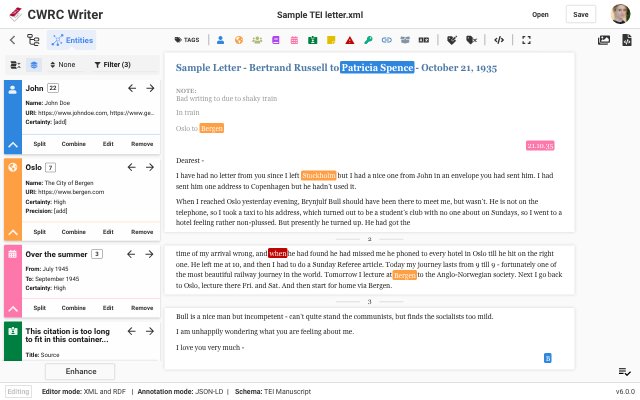 CWRC Writer
Sample TEI letter.xml
Open
Save
Entities
TAGS
None
Filter (3)
John 22
Name: John Doe
URI: https://www.johndoe.com, https://www.ge..
Certainty: [add]
Split Combine Edit Remove
Oslo 7
Name: The City of Bergen
URI: https://www.bergen.com
Certainty: High
Precision: [add]
Split Combine Edit Remove
Over the summer 3
From: July 1945
To: September 1945
Certainty: High
Split Combine Edit Remove
This citation is too long
to fit in this container...
Title: Source
Enhance
Sample Letter - Bertrand Russell to Patricia Spence - October 21, 1935
NOTE:
Bad writing to due to shaky train
In train
Oslo to Bergen
21.10.35
Dearest -
I have had no letter from you since I left Stockholm but I had a nice one from John in an envelope you had sent him. I had
sent him one address to Copenhagen but he hadn't used it.
When I reached Oslo yesterday evening, Brynjulf Bull should have been there to meet me, but wasn't. He is not on the
telephone, so I took a taxi to his address, which turned out to be a student's club with no one about on Sundays, so I went to a
hotel feeling rather non-plussed. But presently he turned up. He had got the
2
time of my arrival wrong, and when he had found he had missed me he phoned to every hotel in Oslo till he hit on the right
one. He left me at 10, and then I had to do a Sunday Referee article. Today my journey lasts from 9 till 9 - fortunately one of
the most beautiful railway journey in the world. Tomorrow I lecture at Bergen to the Anglo-Norwegian society. Next I go back
to Oslo, lecture there Fri. and Sat. And then start for home via Bergen.
3
Bull is a nice man but incompetent - can't quite stand the communists, but finds the socialists too mild.
I am unhappily wondering what you are feeling about me.
I love you very much -
B
Editing
Editor mode: XML and RDF | Annotation mode: JSON-LD | Schema: TEI Manuscript
v6.0.0